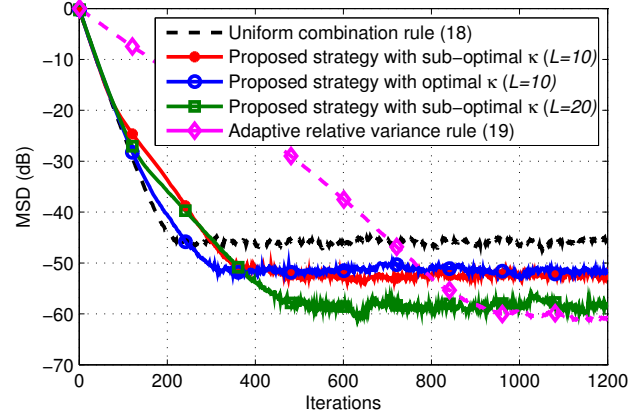 0
−10
−20
−30
−40
−50
−60
−70
MSD (dB)
Uniform combination rule (18)
Proposed strategy with sub−optimal κ (L=10)
Proposed strategy with optimal κ (L=10)
Proposed strategy with sub−optimal κ (L=20)
Adaptive relative variance rule (19)
0 200 400 600 800 1000 1200
Iterations